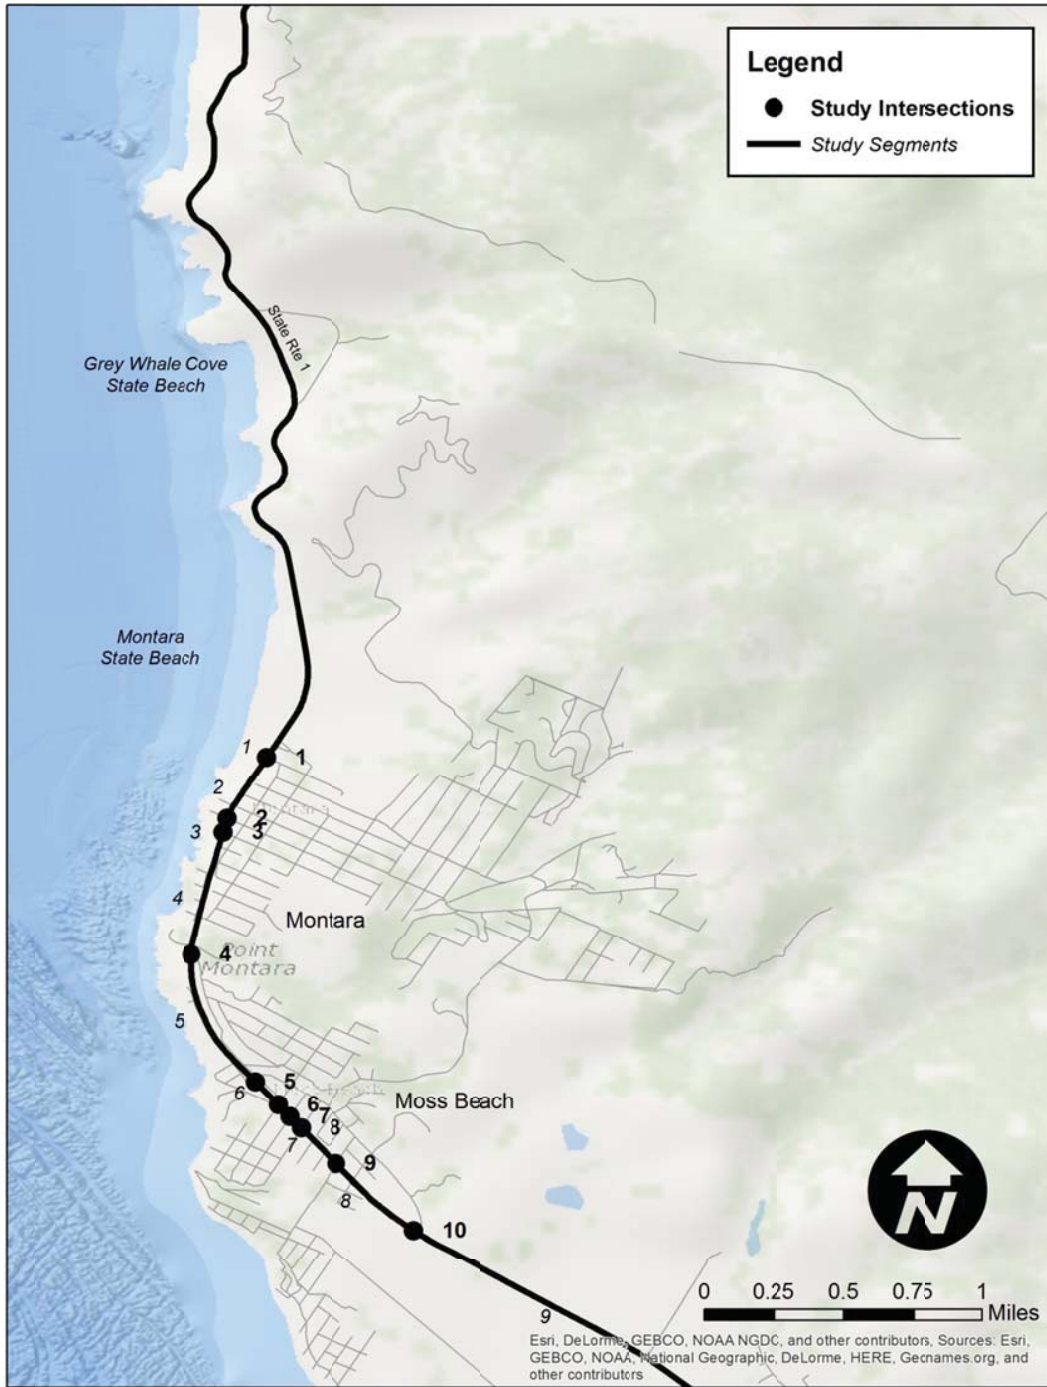 Legend
Study Intersections
Study Segments
State Rte 1
Grey Whale Cove
State Beach
Montara
State Beach
1
1
2
2
3
3
4
Montara
Point
Montara
4
5
5
6
6
Moss Beach
7
8
7
9
8
10
N
0 0.25 0.5 0.75 1
Miles
9
Esri, DeLorme, GEBCO, NOAA NGDC, and other contributors, Sources: Esri,
GEBCO, NOAA, National Geographic, DeLorme, HERE, Geonames.org, and
other contributors